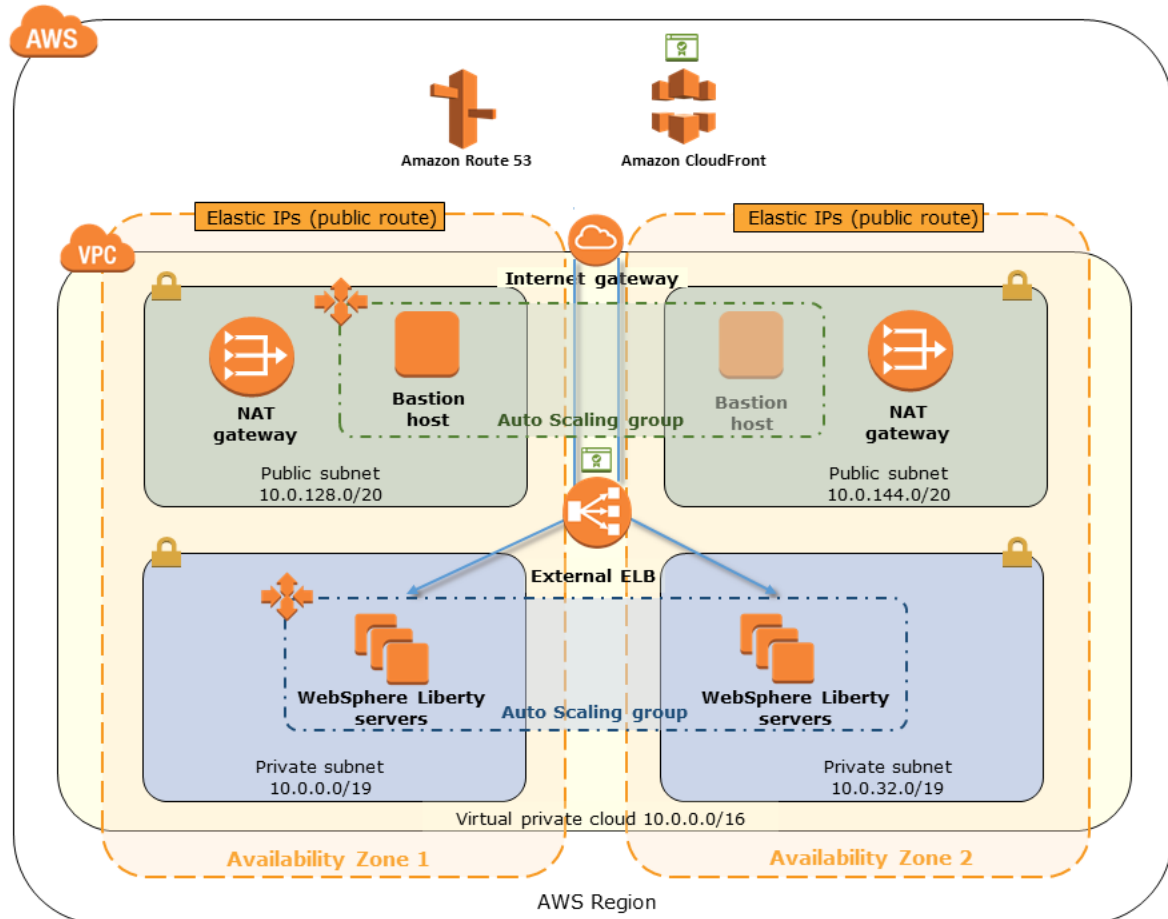 AWS
Amazon Route 53
Amazon CloudFront
Elastic IPs (public route)
Elastic IPs (public route)
VPC
Internet gateway
NAT
gateway
Bastion
host
Bastion
host
NAT
gateway
Auto Scaling group
Public subnet
10.0.128.0/20
Public subnet
10.0.144.0/20
External ELB
WebSphere Liberty
servers
WebSphere Liberty
servers
Auto Scaling group
Private subnet
10.0.0.0/19
Private subnet
10.0.32.0/19
Virtual private cloud 10.0.0.0/16
Availability Zone 1
Availability Zone 2
AWS Region